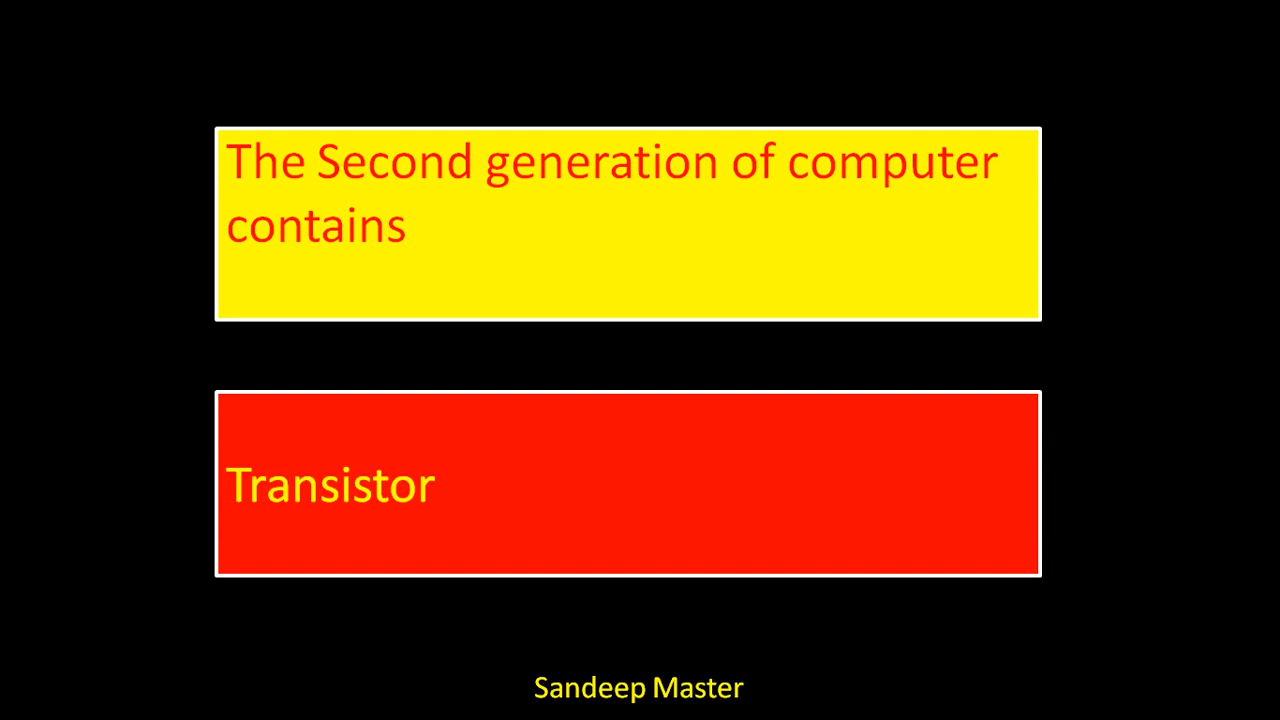 The Second generation of computer
contains
Transistor
Sandeep Master